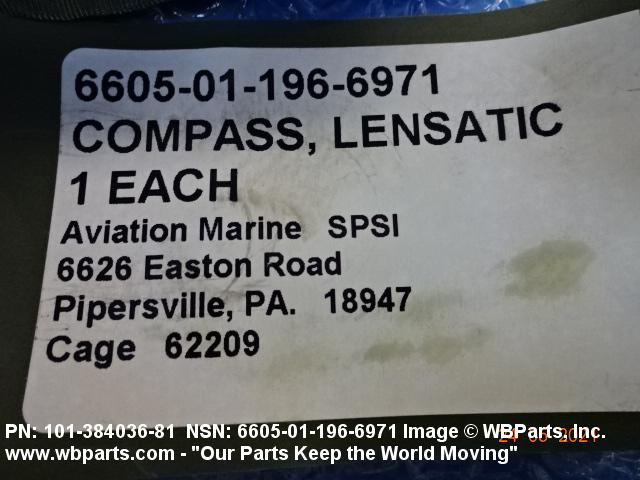 6605-01-196-6971
COMPASS, LENSATIC
1 EACH
Aviation Marine SPSI
6626 Easton Road
Pipersville, PA. 18947
Cage 62209
PN: 101-384036-81 NSN: 6605-01-196-6971 Image © WBParts, Inc.
www.wbparts.com - "Our Parts Keep the World Moving"